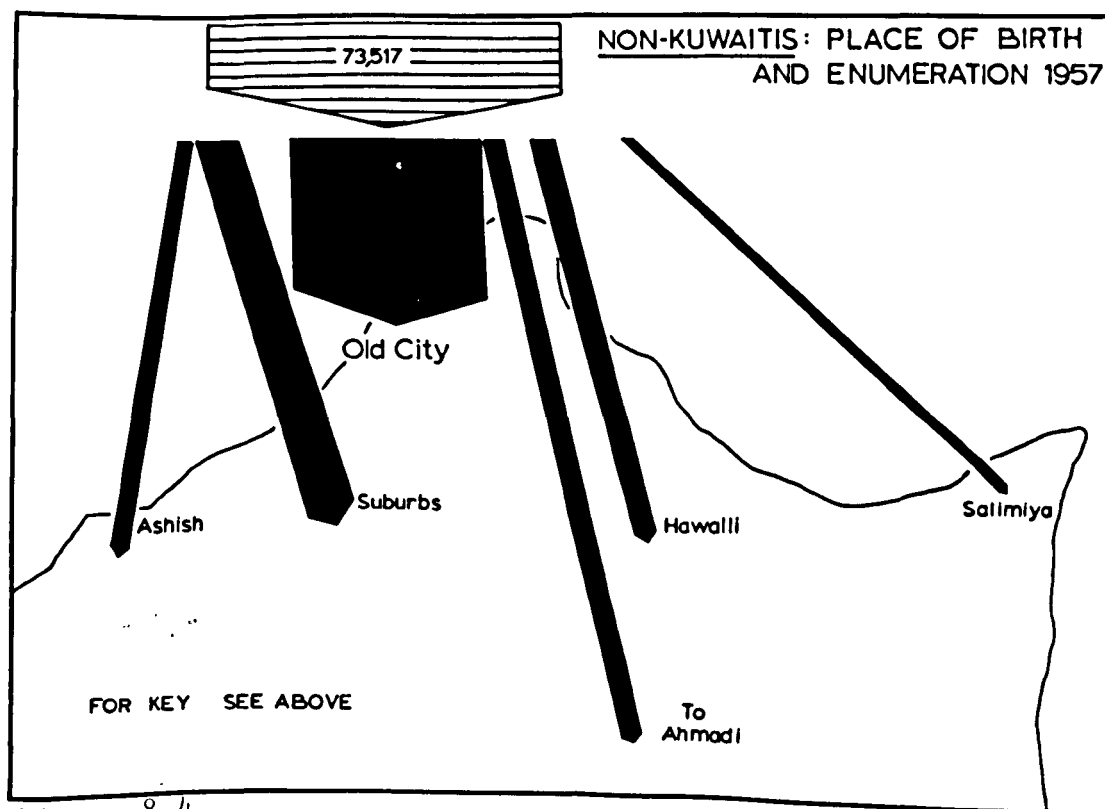 NON-KUWAITIS: PLACE OF BIRTH
AND ENUMERATION 1957
73,517
Old City
Ashish
Suburbs
Hawalli
Salimiya
To
Ahmadi
FOR KEY SEE ABOVE